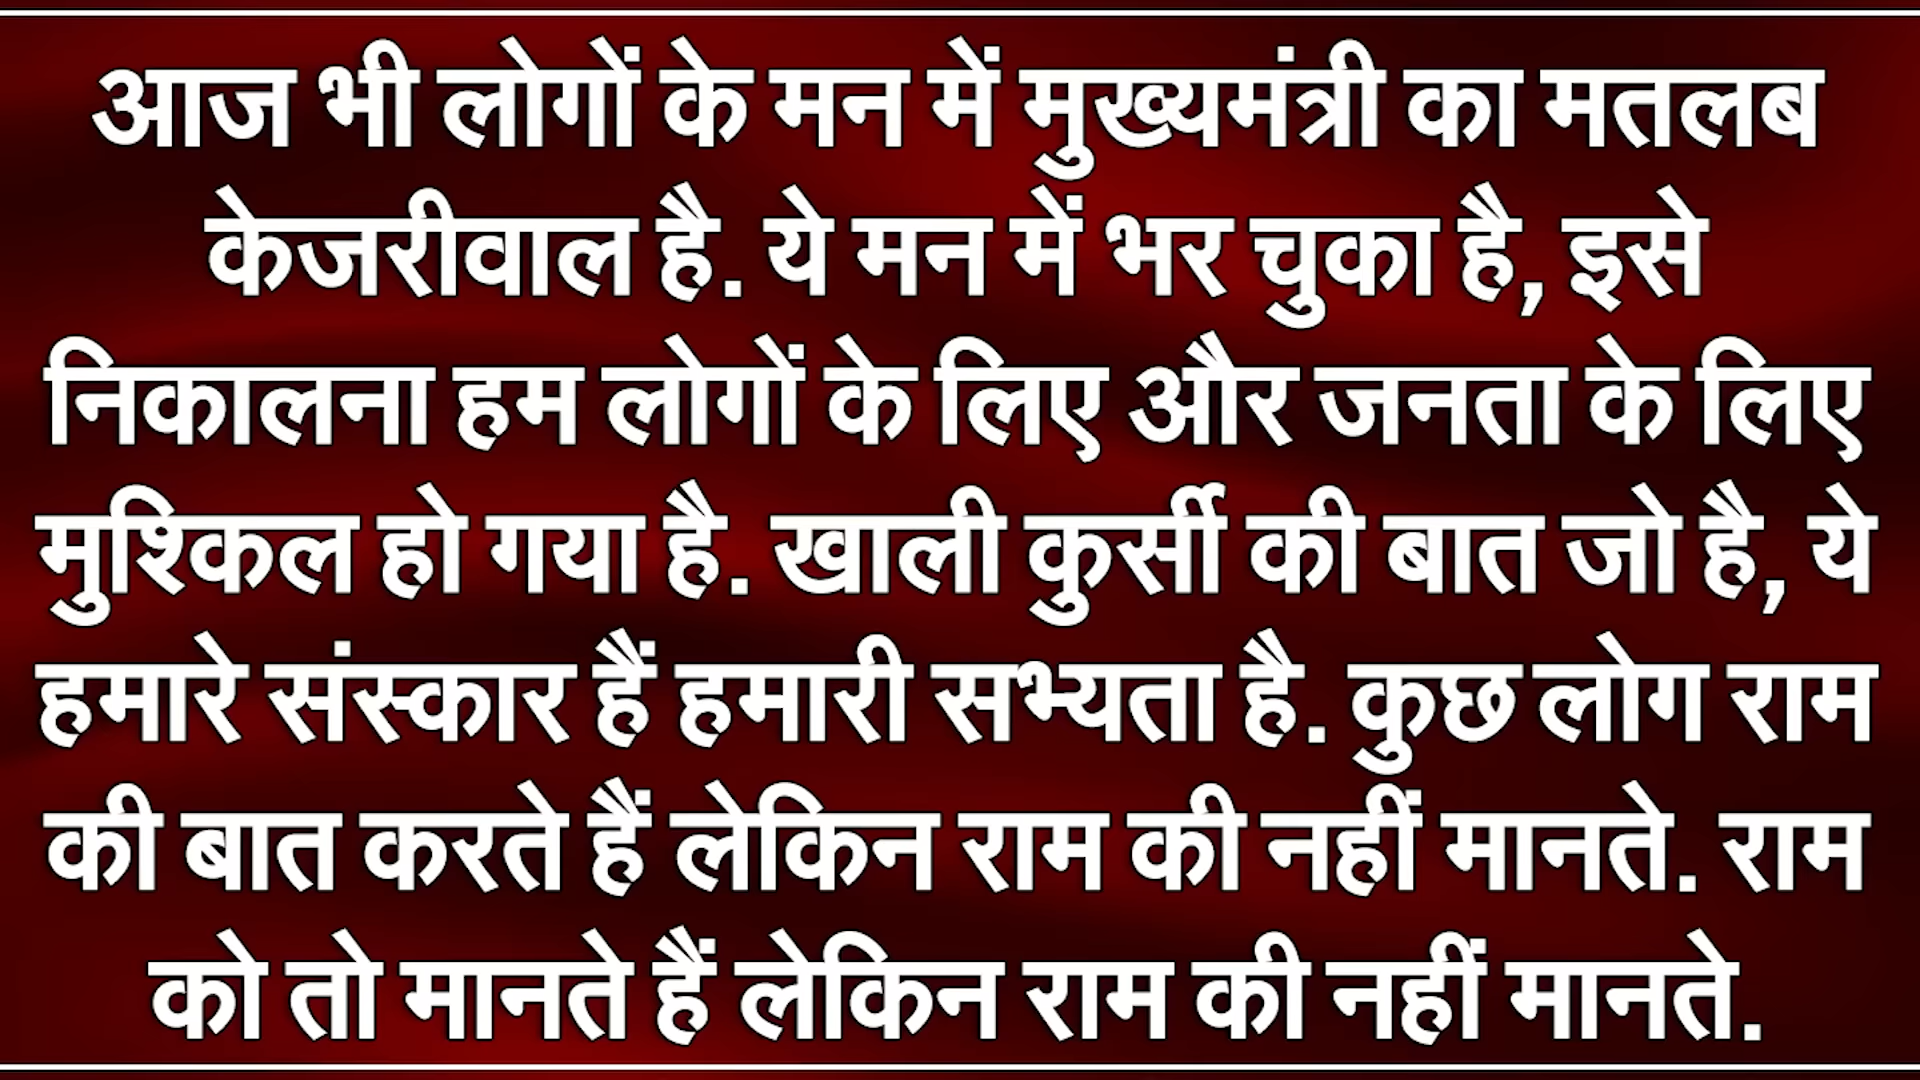 आज भी लोगों के मन में मुख्यमंत्री का मतलब
केजरीवाल है. ये मन में भर चुका है, इसे
निकालना हम लोगों के लिए और जनता के लिए
मुश्किल हो गया है. खाली कुर्सी की बात जो है, ये
हमारे संस्कार हैं हमारी सभ्यता है. कुछ लोग राम
की बात करते हैं लेकिन राम की नहीं मानते. राम
को तो मानते हैं लेकिन राम की नहीं मानते.